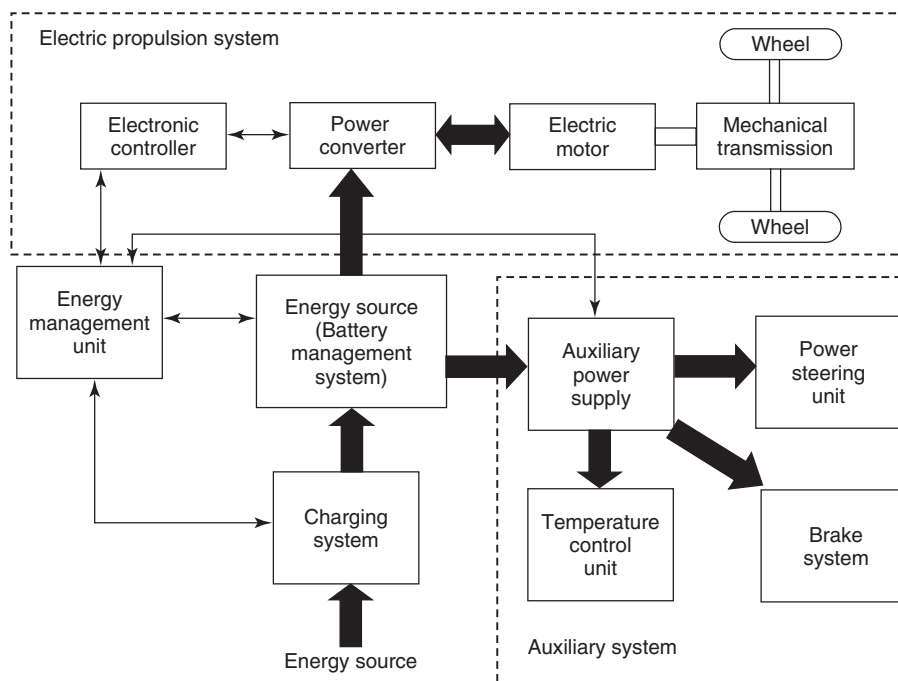 Electric propulsion system
Wheel
Electronic
controller
Power
converter
Electric
motor
Mechanical
transmission
Wheel
Energy
management
unit
Energy source
(Battery
management
system)
Auxiliary
power
supply
Power
steering
unit
Charging
system
Temperature
control
unit
Brake
system
Energy source
Auxiliary system